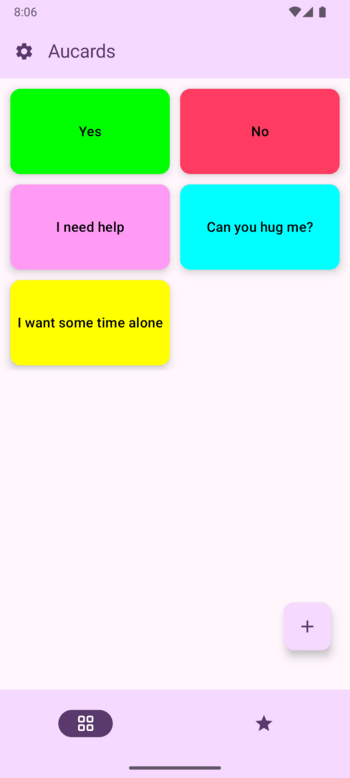 8:06
Aucards
Yes
No
I need help
Can you hug me?
I want some time alone